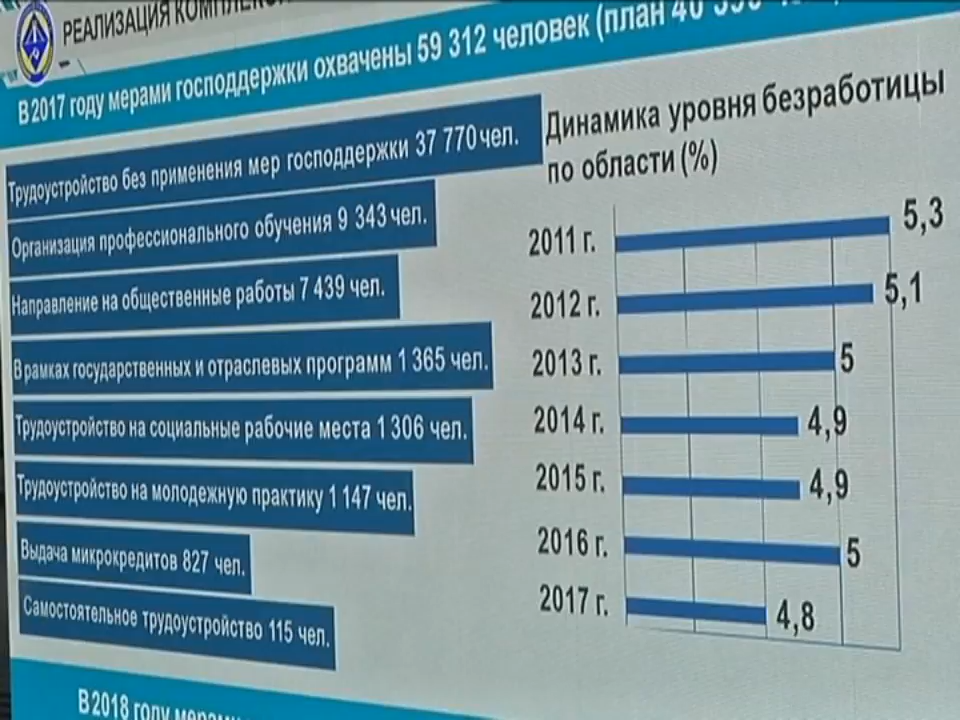 РЕАЛИЗАЦИЯ
В 2017 году мерами господдержки охвачены 59 312 человек (план 40
Трудоустройство без применения мер господдержки 37 770 чел.
Организация профессионального обучения 9 343 чел.
Направление на общественные работы 7 439 чел.
В рамках государственных и отраслевых программ 1 365 чел.
Трудоустройство на социальные рабочие места 1 306 чел.
Трудоустройство на молодежную практику 1 147 чел.
Выдача микрокредитов 827 чел.
Самостоятельное трудоустройство 115 чел.
Динамика уровня безработицы
по области (%)
2011 г. 5,3
2012 г. 5,1
2013 г. 5
2014 г. 4,9
2015 г. 4,9
2016 г. 5
2017 г. 4,8
В 2018 году